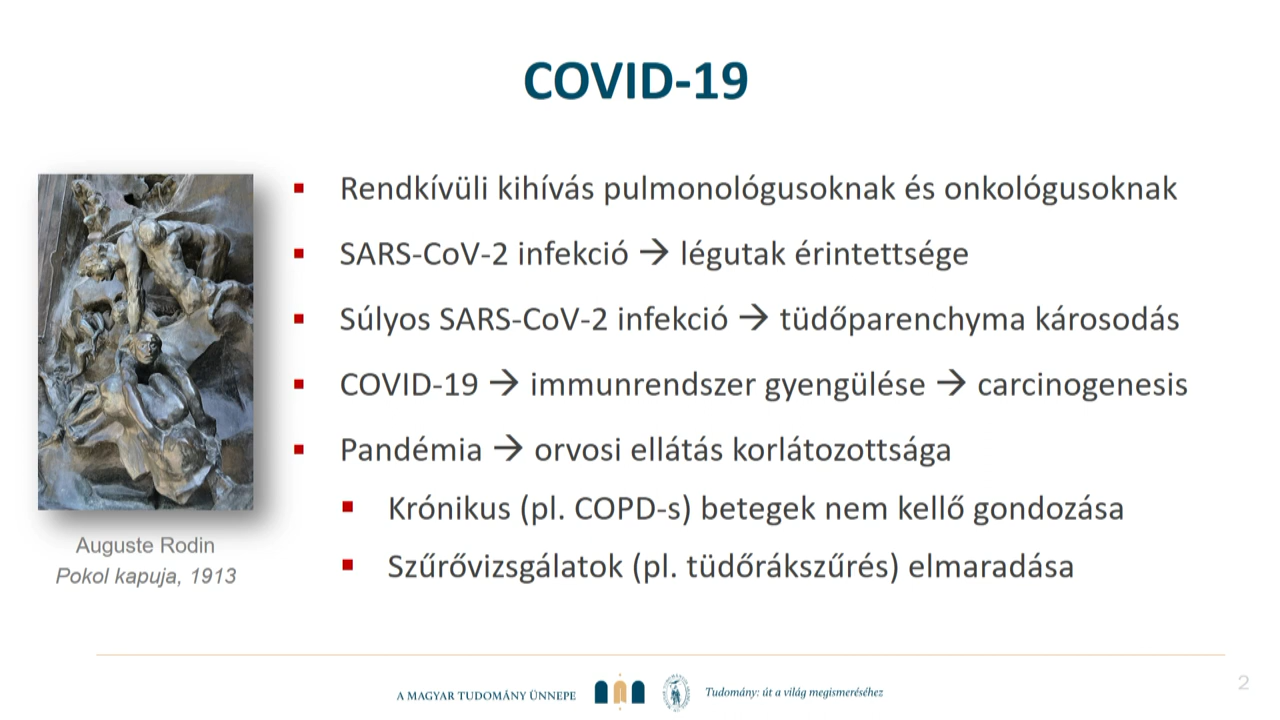 COVID-19
Rendkívüli kihívás pulmonológusoknak és onkológusoknak
SARS-CoV-2 infekció → légutak érintettsége
Súlyos SARS-CoV-2 infekció → tüdőparenchyma károsodás
COVID-19 → immunrendszer gyengülése → carcinogenesis
Pandémia → orvosi ellátás korlátozottsága
Krónikus (pl. COPD-s) betegek nem kellő gondozása
Szűrővizsgálatok (pl. tüdőrákszűrés) elmaradása
Auguste Rodin
Pokol kapuja, 1913
A MAGYAR TUDOMÁNY ÜNNEPE
Tudomány: út a világ megismeréséhez
2